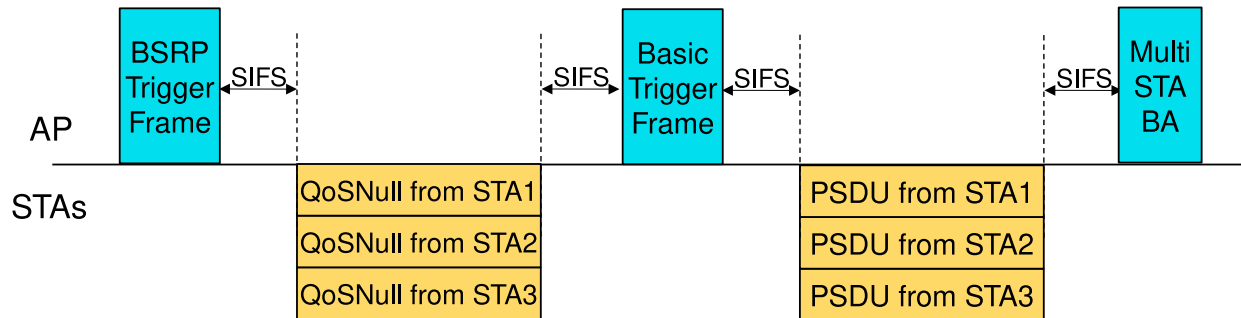 BSRP
Trigger
Frame
SIFS
SIFS
Basic
Trigger
Frame
SIFS
SIFS
Multi
STA
BA
AP
STAs
QoSNull from STA1
QoSNull from STA2
QoSNull from STA3
PSDU from STA1
PSDU from STA2
PSDU from STA3